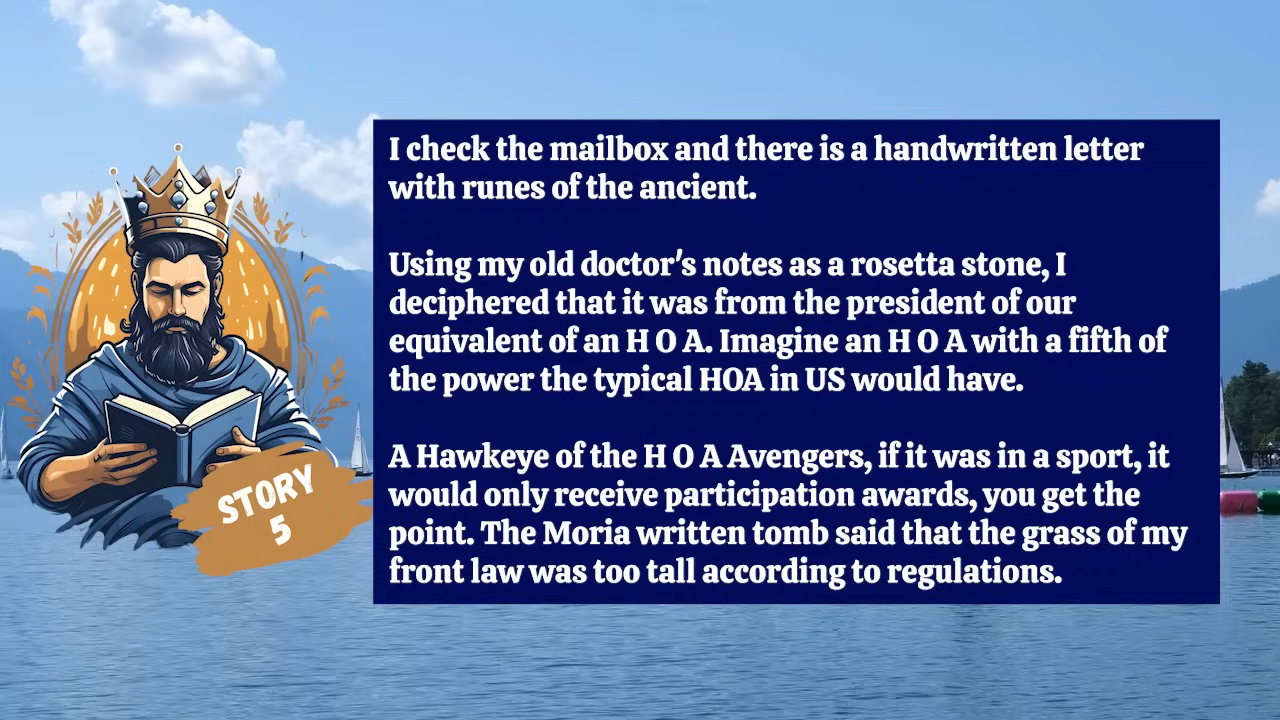 I check the mailbox and there is a handwritten letter
with runes of the ancient.
Using my old doctor's notes as a rosetta stone, I
deciphered that it was from the president of our
equivalent of an H O A. Imagine an H O A with a fifth of
the power the typical HOA in US would have.
A Hawkeye of the H O A Avengers, if it was in a sport, it
would only receive participation awards, you get the
point. The Moria written tomb said that the grass of my
front law was too tall according to regulations.
STORY
5